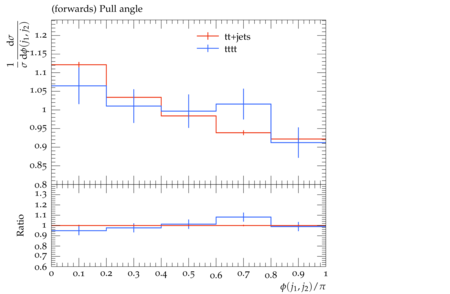 (forwards) Pull angle
1/σ dσ/dϕ(j₁, j₂)
tt+jets
tttt
1.2
1.15
1.1
1.05
1
0.95
0.9
0.85
0.8
Ratio
1.3
1.2
1.1
1
0.9
0.8
0.7
0.6
0 0.1 0.2 0.3 0.4 0.5 0.6 0.7 0.8 0.9 1
ϕ(j₁, j₂)/π